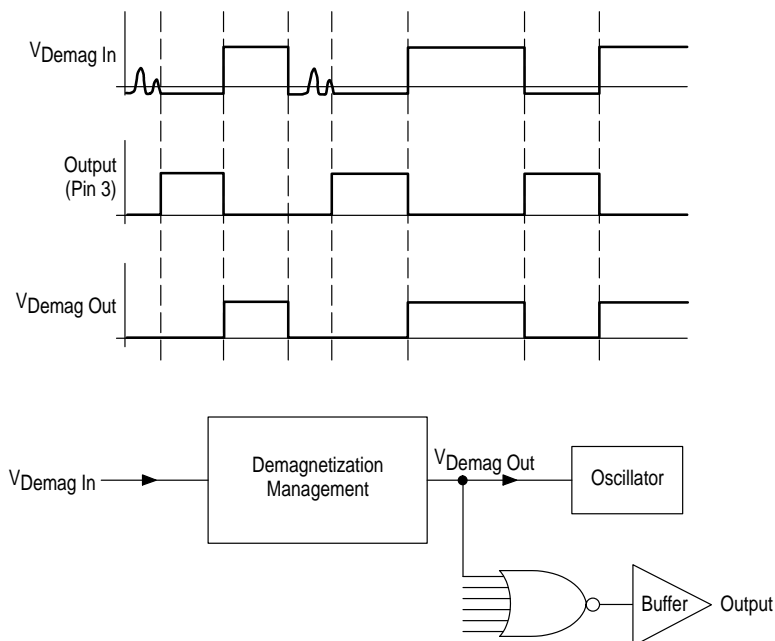 VDemag In
Output
(Pin 3)
VDemag Out
VDemag In
Demagnetization
Management
VDemag Out
Oscillator
Buffer
Output